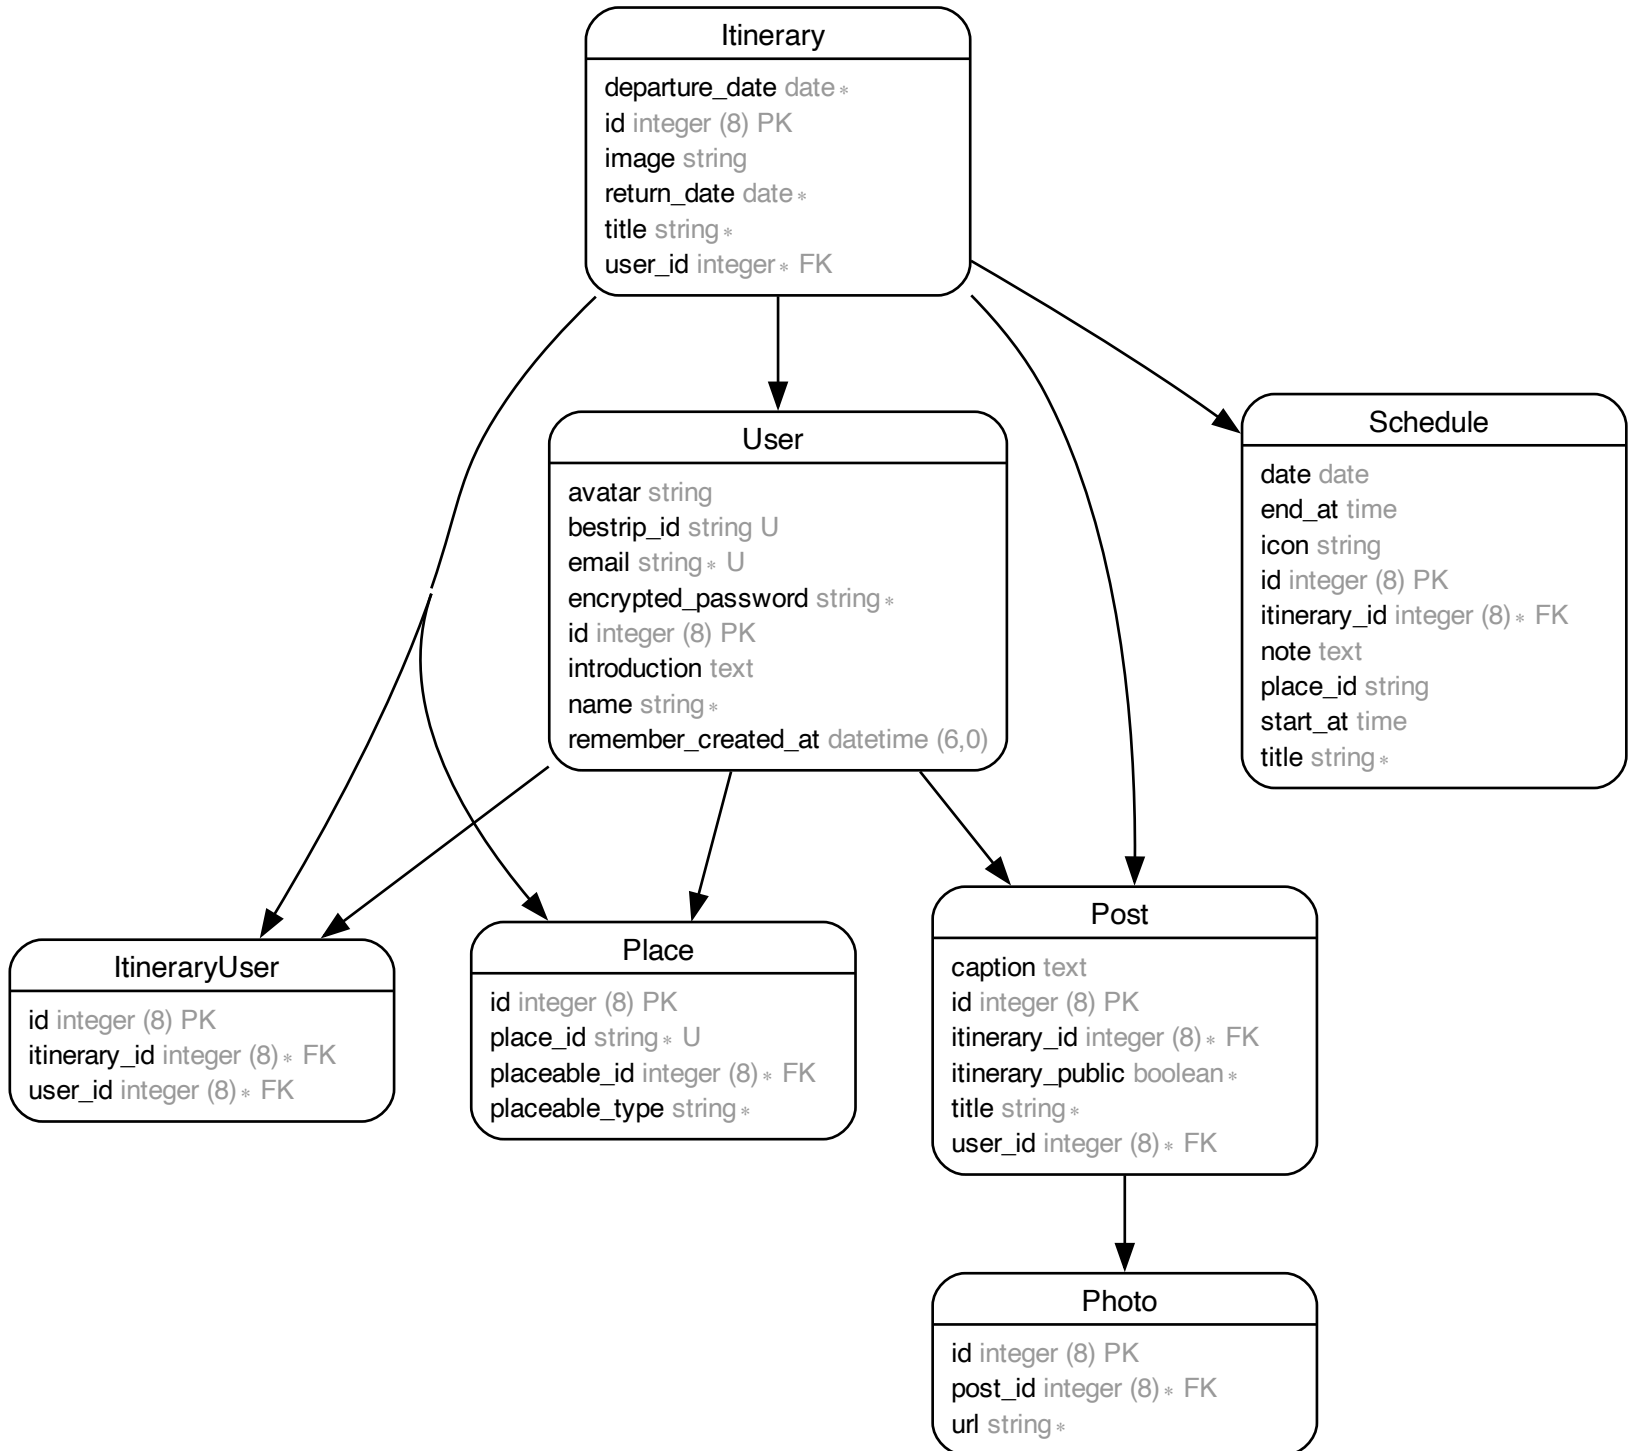 Itinerary
departure_date date *
id integer (8) PK
image string
return_date date *
title string *
user_id integer * FK
User
avatar string
bestrip_id string U
email string * U
encrypted_password string *
id integer (8) PK
introduction text
name string *
remember_created_at datetime (6,0)
Schedule
date date
end_at time
icon string
id integer (8) PK
itinerary_id integer (8) * FK
note text
place_id string
start_at time
title string *
ItineraryUser
id integer (8) PK
itinerary_id integer (8) * FK
user_id integer (8) * FK
Place
id integer (8) PK
place_id string * U
placeable_id integer (8) * FK
placeable_type string *
Post
caption text
id integer (8) PK
itinerary_id integer (8) * FK
itinerary_public boolean *
title string *
user_id integer (8) * FK
Photo
id integer (8) PK
post_id integer (8) * FK
url string *